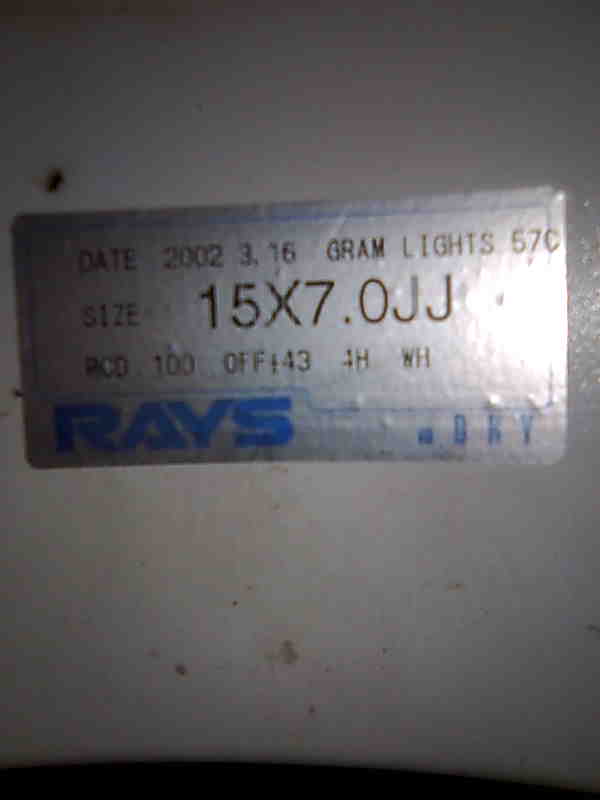 DATE 2002 3.16 GRAM LIGHTS 57C
SIZE 15X7.0JJ
PCD 100 OFF+43 4H WH
RAYS